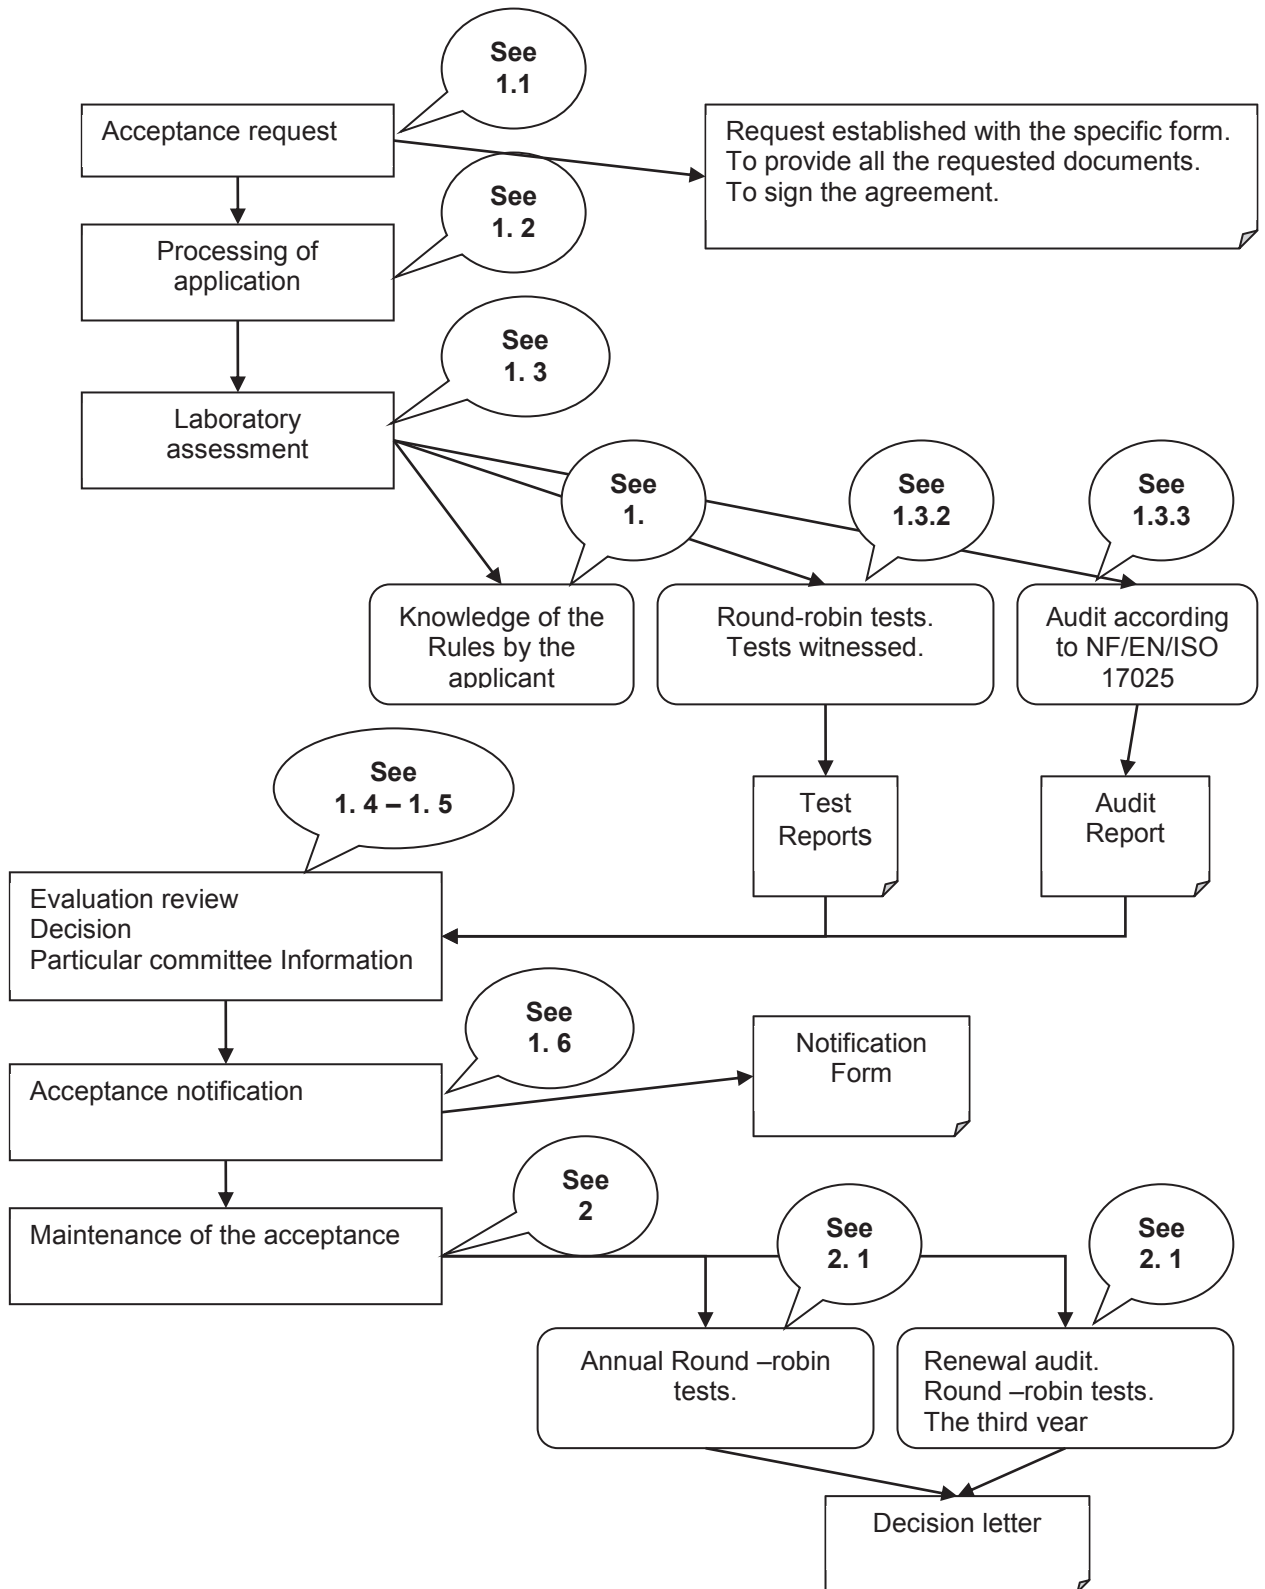 See
1.1
Acceptance request
Request established with the specific form.
To provide all the requested documents.
To sign the agreement.
See
1. 2
Processing of
application
See
1. 3
Laboratory
assessment
See
1.
See
1.3.2
See
1.3.3
Knowledge of the
Rules by the
applicant
Round-robin tests.
Tests witnessed.
Audit according
to NF/EN/ISO
17025
See
1. 4 – 1. 5
Test
Reports
Audit
Report
Evaluation review
Decision
Particular committee Information
See
1. 6
Acceptance notification
Notification
Form
See
2
Maintenance of the acceptance
See
2. 1
See
2. 1
Annual Round –robin
tests.
Renewal audit.
Round –robin tests.
The third year
Decision letter